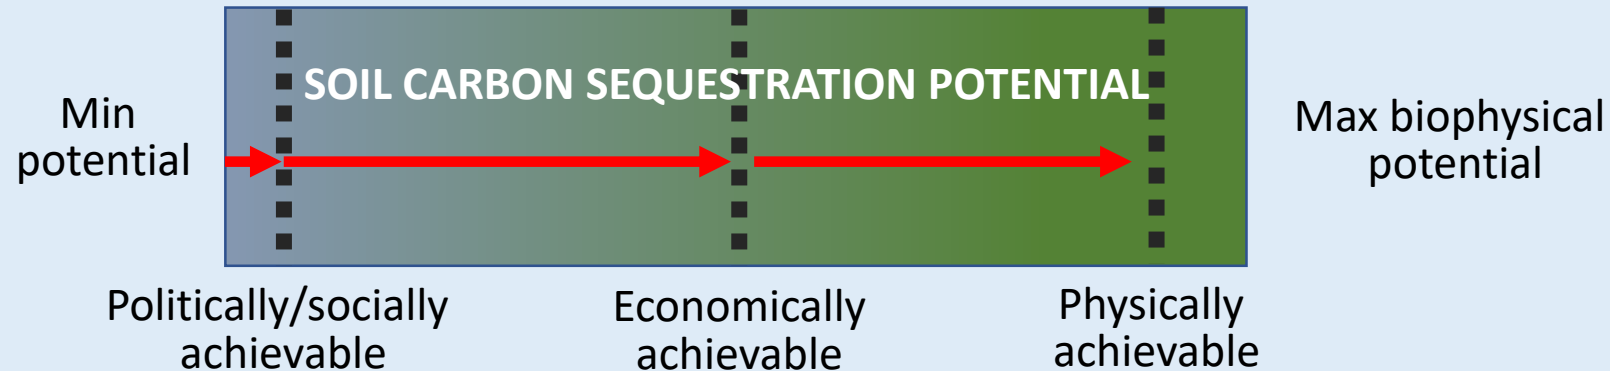 SOIL CARBON SEQUESTRATION POTENTIAL
Min
potential
Max biophysical
potential
Politically/socially
achievable
Economically
achievable
Physically
achievable